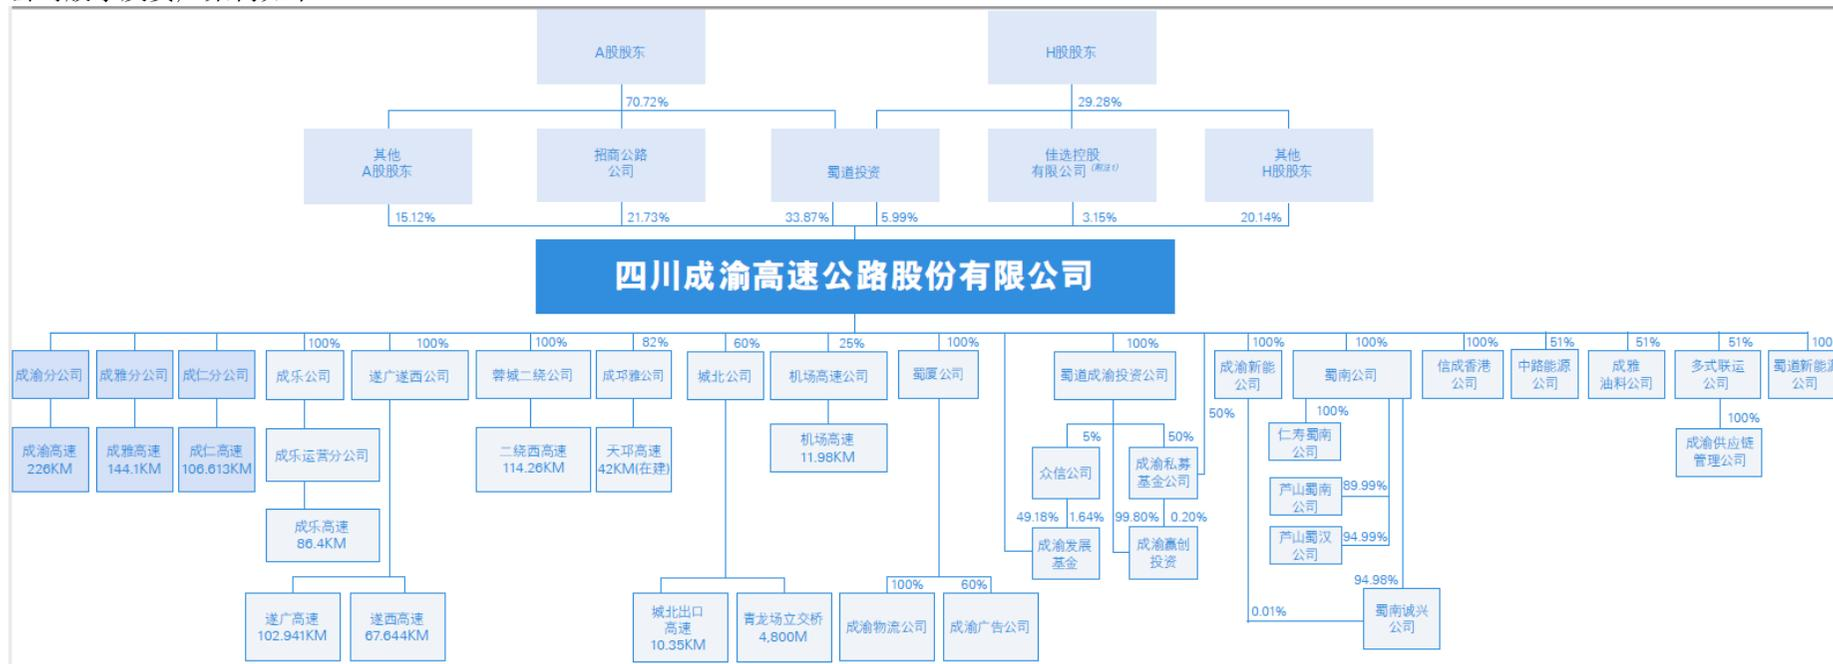 A股股东
H股股东
70.72%
29.28%
其他
A股股东
招商公路
公司
蜀道投资
佳选控股
有限公司(附注1)
其他
H股股东
15.12%
21.73%
33.87%
5.99%
3.15%
20.14%
四川成渝高速公路股份有限公司
100%
100%
100%
82%
60%
25%
100%
100%
100%
100%
100%
51%
51%
51%
100
成渝分公司
成雅分公司
成仁分公司
成乐公司
遂广遂西公司
蓉城二绕公司
成邛雅公司
城北公司
机场高速公司
蜀厦公司
蜀道成渝投资公司
成渝新能
公司
蜀南公司
信成香港
公司
中路能源
公司
成雅
油料公司
多式联运
公司
蜀道新能源
公司
成渝高速
226KM
成雅高速
144.1KM
成仁高速
106.613KM
成乐运营分公司
二绕西高速
114.26KM
天邛高速
42KM(在建)
机场高速
11.98KM
5%
50%
50%
100%
100%
众信公司
成渝私募
基金公司
仁寿蜀南
公司
成渝供应链
管理公司
89.99%
芦山蜀南
公司
成乐高速
86.4KM
49.18%
1.64%
99.80%
0.20%
成渝发展
基金
成渝赢创
投资
芦山蜀汉
公司
94.99%
100%
60%
94.98%
0.01%
遂广高速
102.941KM
遂西高速
67.644KM
城北出口
高速
10.35KM
青龙场立交桥
4,800M
成渝物流公司
成渝广告公司
蜀南诚兴
公司